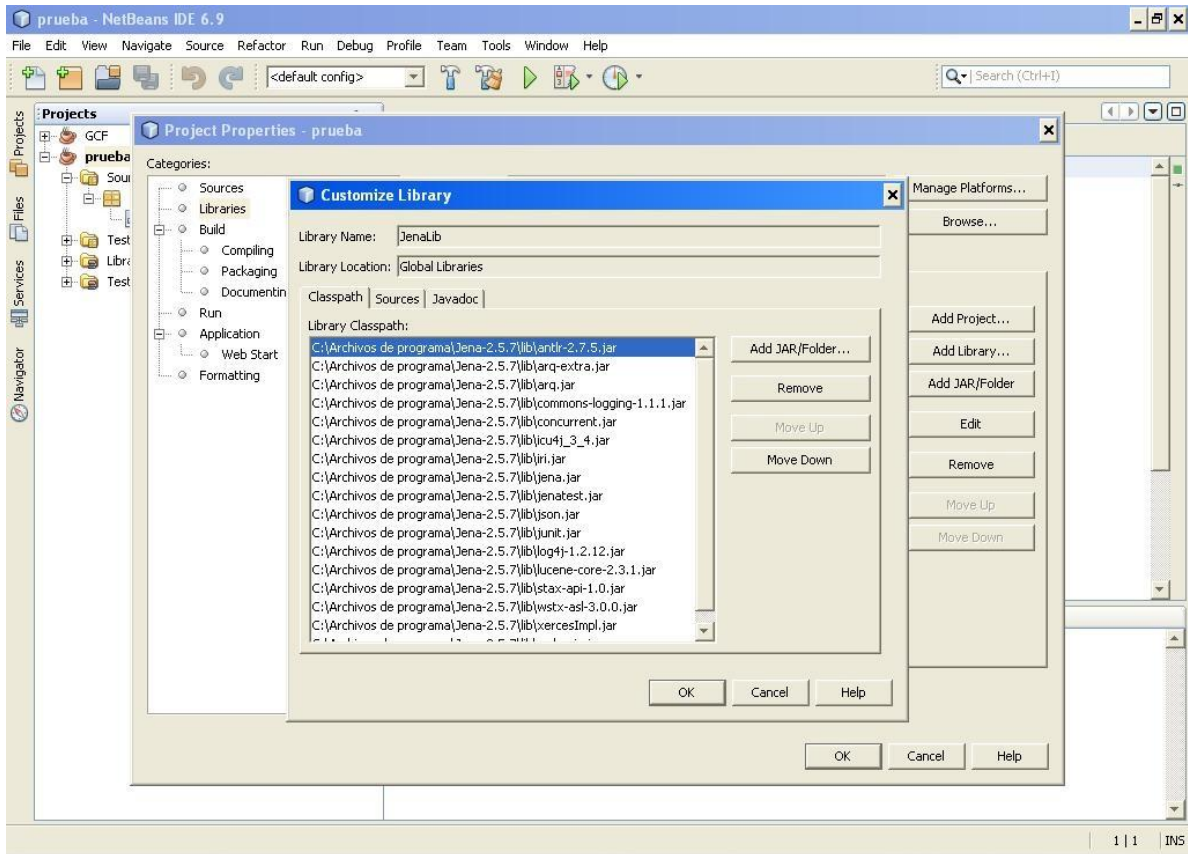 prueba - NetBeans IDE 6.9
File Edit View Navigate Source Refactor Run Debug Profile Team Tools Window Help
<default config>
Search (Ctrl+I)
Projects
Files
Services
Navigator
Projects
GCF
prueba
Sour
Test
Libra
Test
Project Properties - prueba
Categories:
Sources
Libraries
Build
Compiling
Packaging
Documentin
Run
Application
Web Start
Formatting
Manage Platforms...
Browse...
Add Project...
Add Library...
Add JAR/Folder
Edit
Remove
Move Up
Move Down
Customize Library
Library Name: JenaLib
Library Location: Global Libraries
Classpath Sources Javadoc
Library Classpath:
C:\Archivos de programa\Jena-2.5.7\lib\antlr-2.7.5.jar
C:\Archivos de programa\Jena-2.5.7\lib\arq-extra.jar
C:\Archivos de programa\Jena-2.5.7\lib\arq.jar
C:\Archivos de programa\Jena-2.5.7\lib\commons-logging-1.1.1.jar
C:\Archivos de programa\Jena-2.5.7\lib\concurrent.jar
C:\Archivos de programa\Jena-2.5.7\lib\icu4j_3_4.jar
C:\Archivos de programa\Jena-2.5.7\lib\iri.jar
C:\Archivos de programa\Jena-2.5.7\lib\jena.jar
C:\Archivos de programa\Jena-2.5.7\lib\jenatest.jar
C:\Archivos de programa\Jena-2.5.7\lib\json.jar
C:\Archivos de programa\Jena-2.5.7\lib\junit.jar
C:\Archivos de programa\Jena-2.5.7\lib\log4j-1.2.12.jar
C:\Archivos de programa\Jena-2.5.7\lib\lucene-core-2.3.1.jar
C:\Archivos de programa\Jena-2.5.7\lib\stax-api-1.0.jar
C:\Archivos de programa\Jena-2.5.7\lib\wstx-asl-3.0.0.jar
C:\Archivos de programa\Jena-2.5.7\lib\xercesImpl.jar
Add JAR/Folder...
Remove
Move Up
Move Down
OK Cancel Help
OK Cancel Help
1 | 1 INS